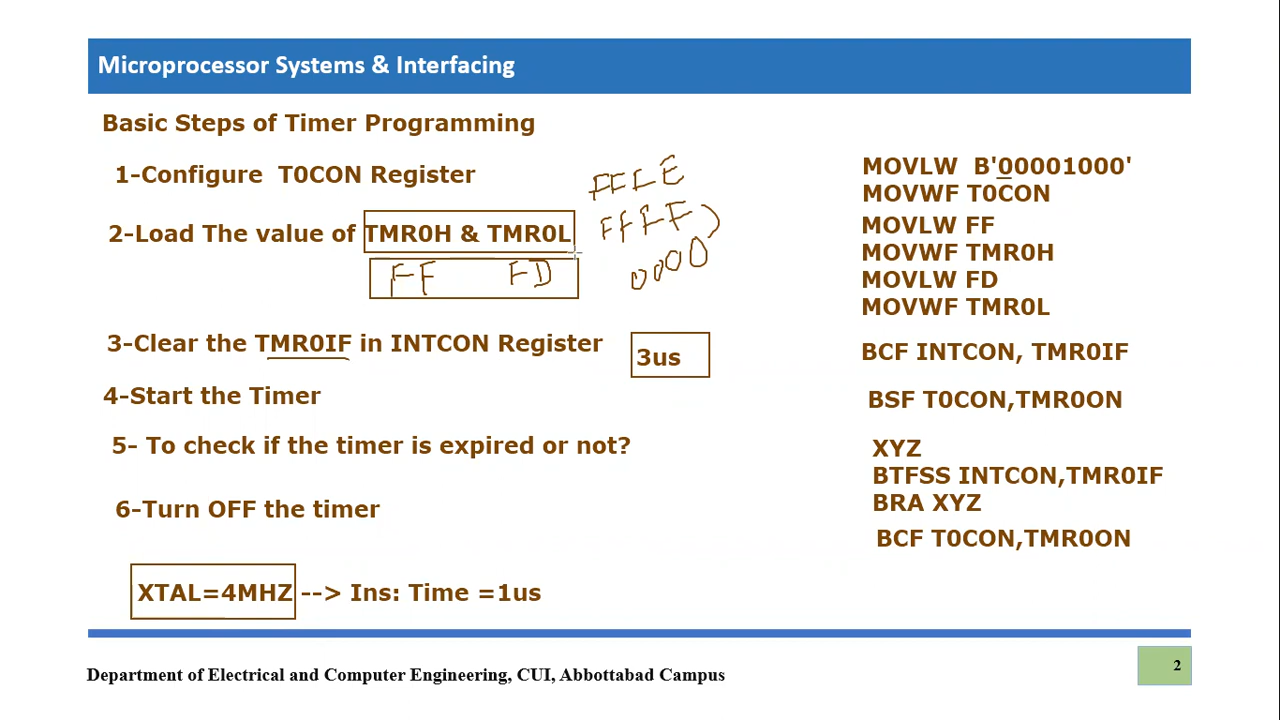 Microprocessor Systems & Interfacing
Basic Steps of Timer Programming
1-Configure T0CON Register
2-Load The value of TMR0H & TMR0L
FF FD
FFFE
FFFF
0000
3-Clear the TMR0IF in INTCON Register
3us
4-Start the Timer
5- To check if the timer is expired or not?
6-Turn OFF the timer
XTAL=4MHZ --> Ins: Time =1us
MOVLW B'00001000'
MOVWF T0CON
MOVLW FF
MOVWF TMR0H
MOVLW FD
MOVWF TMR0L
BCF INTCON, TMR0IF
BSF T0CON,TMR0ON
XYZ
BTFSS INTCON,TMR0IF
BRA XYZ
BCF T0CON,TMR0ON
Department of Electrical and Computer Engineering, CUI, Abbottabad Campus
2